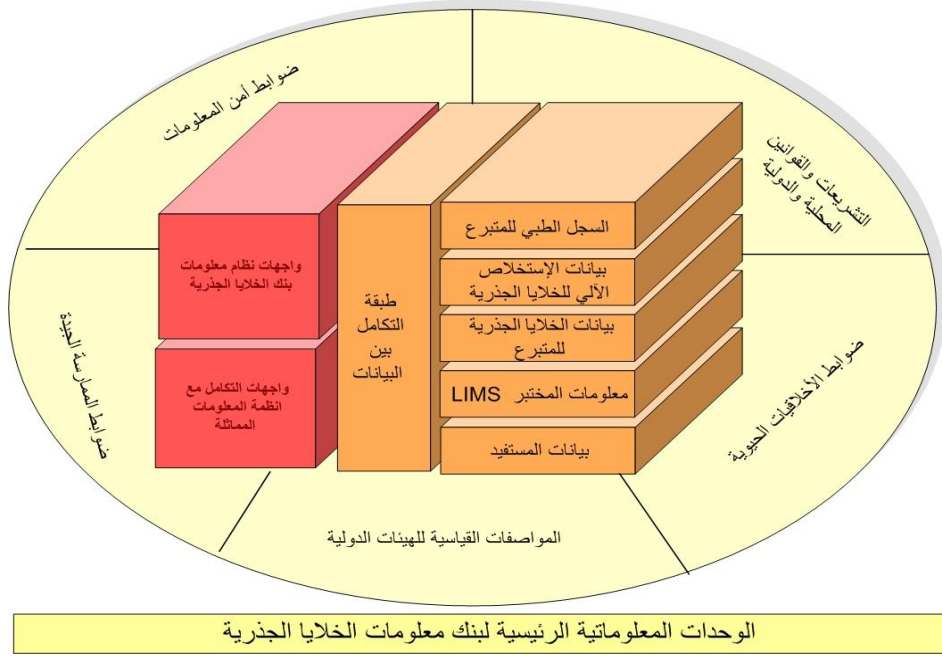 ضوابط أمن المعلومات
التشريعات والقوانين
المحلية والدولية
ضوابط الأخلاقيات الحيوية
المواصفات القياسية للهيئات الدولية
ضوابط الممارسة الجيدة
السجل الطبي للمتبرع
بيانات الإستخلاص
الآلي للخلايا الجذرية
بيانات الخلايا الجذرية
للمتبرع
معلومات المختبر LIMS
بيانات المستفيد
طبقة
التكامل
بين
البيانات
واجهات نظام معلومات
بنك الخلايا الجذرية
واجهات التكامل مع
انظمة المعلومات
المماثلة
الوحدات المعلوماتية الرئيسية لبنك معلومات الخلايا الجذرية